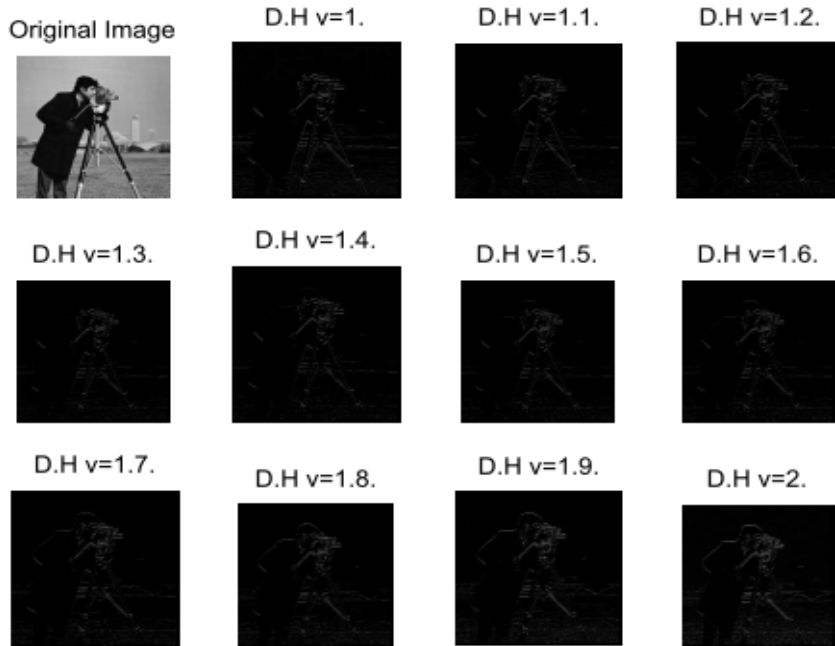 Original Image
D.H v=1.
D.H v=1.1.
D.H v=1.2.
D.H v=1.3.
D.H v=1.4.
D.H v=1.5.
D.H v=1.6.
D.H v=1.7.
D.H v=1.8.
D.H v=1.9.
D.H v=2.